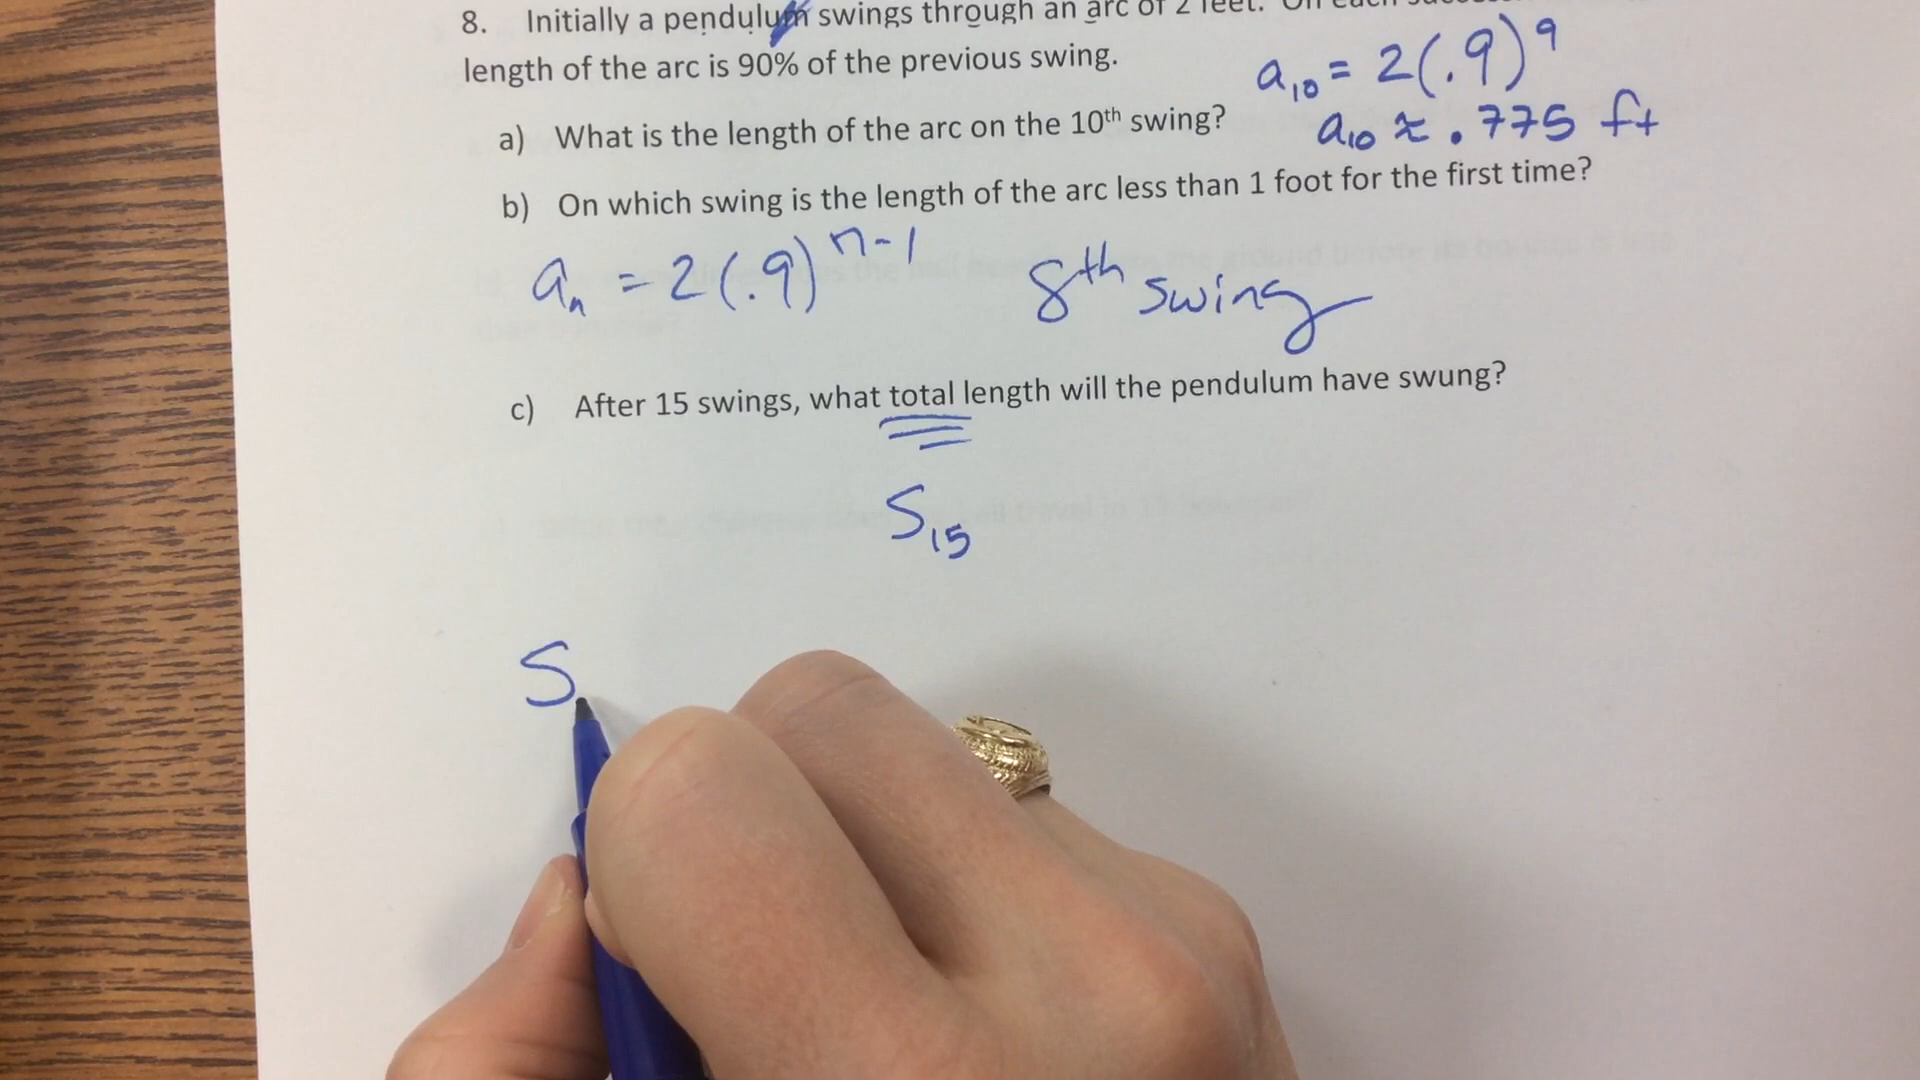 8. Initially a pendulum swings through an arc of 2 feet. On each
length of the arc is 90% of the previous swing.
a₁₀ = 2(.9)⁹
a) What is the length of the arc on the 10th swing?
a₁₀ ≈ .775 ft
b) On which swing is the length of the arc less than 1 foot for the first time?
aₙ = 2(.9)ⁿ⁻¹ 8th swing
c) After 15 swings, what total length will the pendulum have swung?
S₁₅
S